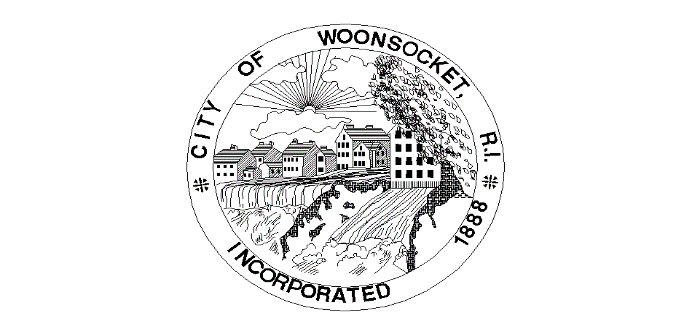 CITY OF WOONSOCKET, R.I.
INCORPORATED 1888